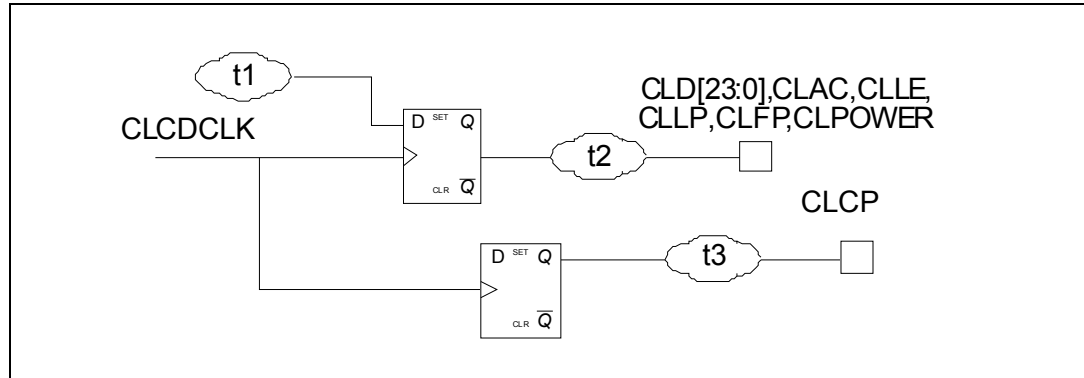 t1
CLD[23:0],CLAC,CLLE,
CLLP,CLFP,CLPOWER
CLCDCLK
D SET Q
CLR Q
t2
CLCP
D SET Q
CLR Q
t3